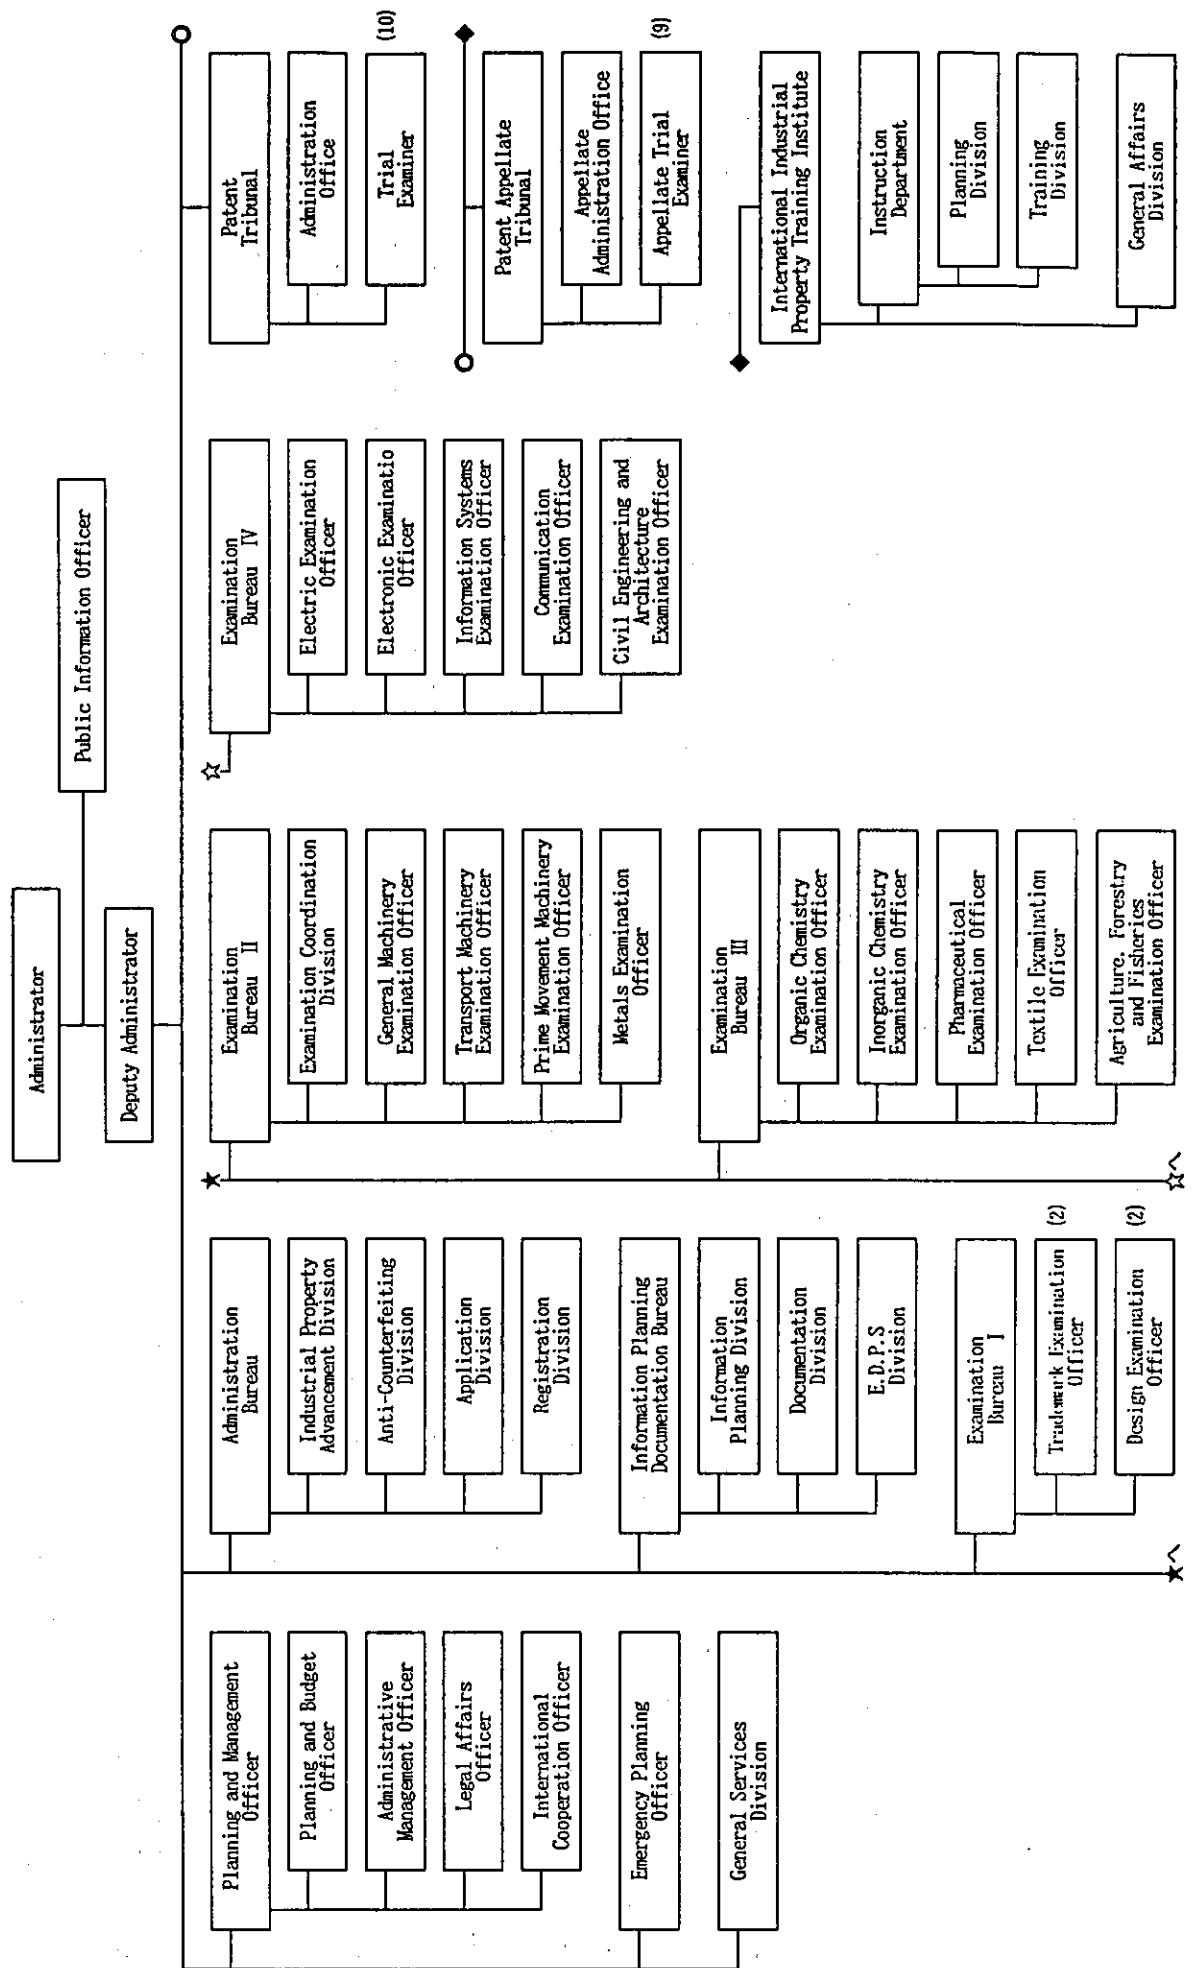 Administrator
Public Information Officer
Deputy Administrator
Planning and Management
Officer
Planning and Budget
Officer
Administrative
Management Officer
Legal Affairs
Officer
International
Cooperation Officer
Emergency Planning
Officer
General Services
Division
Administration
Bureau
Industrial Property
Advancement Division
Anti-Counterfeiting
Division
Application
Division
Registration
Division
Information Planning
Documentation Bureau
Information
Planning Division
Documentation
Division
E.D.P.S
Division
Examination
Bureau I
Trademark Examination
Officer
(2)
Design Examination
Officer
(2)
Examination
Bureau II
Examination Coordination
Division
General Machinery
Examination Officer
Transport Machinery
Examination Officer
Prime Movement Machinery
Examination Officer
Metals Examination
Officer
Examination
Bureau III
Organic Chemistry
Examination Officer
Inorganic Chemistry
Examination Officer
Pharmaceutical
Examination Officer
Textile Examination
Officer
Agriculture. Forestry
and Fisheries
Examination Officer
Examination
Bureau IV
Electric Examination
Officer
Electronic Examinatio
Officer
Information Systems
Examination Officer
Communication
Examination Officer
Civil Engineering and
Architecture
Examination Officer
Patent
Tribunal
Administration
Office
Trial
Examiner
(10)
Patent Appellate
Tribunal
Appellate
Administration Office
Appellate Trial
Examiner
(9)
International Industrial
Property Training Institute
Instruction
Department
Planning
Division
Training
Division
General Affairs
Division